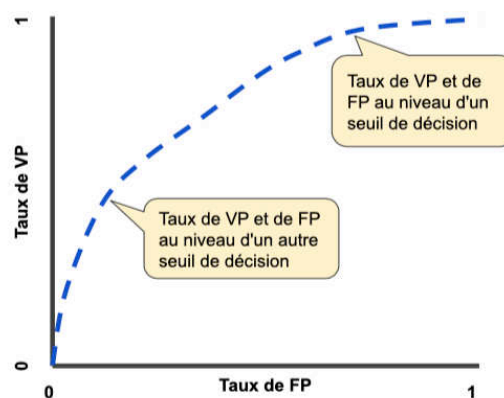 1
Taux de VP et de
FP au niveau d'un
seuil de décision
Taux de VP
Taux de VP et de FP
au niveau d'un autre
seuil de décision
0
0
Taux de FP
1